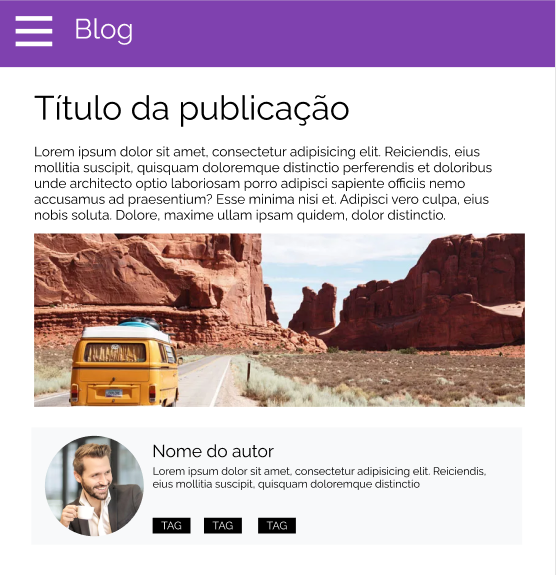 Blog
Título da publicação
Lorem ipsum dolor sit amet, consectetur adipisicing elit. Reiciendis, eius
mollitia suscipit, quisquam doloremque distinctio perferendis et doloribus
unde architecto optio laboriosam porro adipisci sapiente officiis nemo
accusamus ad praesentium? Esse minima nisi et. Adipisci vero culpa, eius
nobis soluta. Dolore, maxime ullam ipsam quidem, dolor distinctio.
Nome do autor
Lorem ipsum dolor sit amet, consectetur adipisicing elit. Reiciendis,
eius mollitia suscipit, quisquam doloremque distinctio
TAG TAG TAG